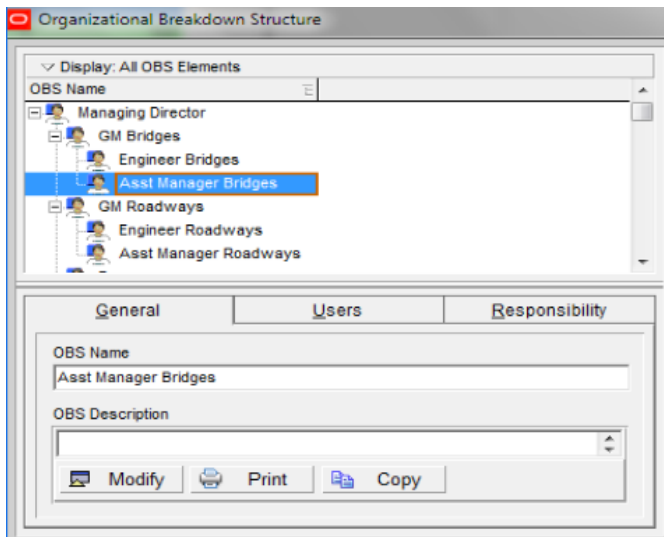 Organizational Breakdown Structure
Display: All OBS Elements
OBS Name
Managing Director
GM Bridges
Engineer Bridges
Asst Manager Bridges
GM Roadways
Engineer Roadways
Asst Manager Roadways
General Users Responsibility
OBS Name
Asst Manager Bridges
OBS Description
Modify Print Copy